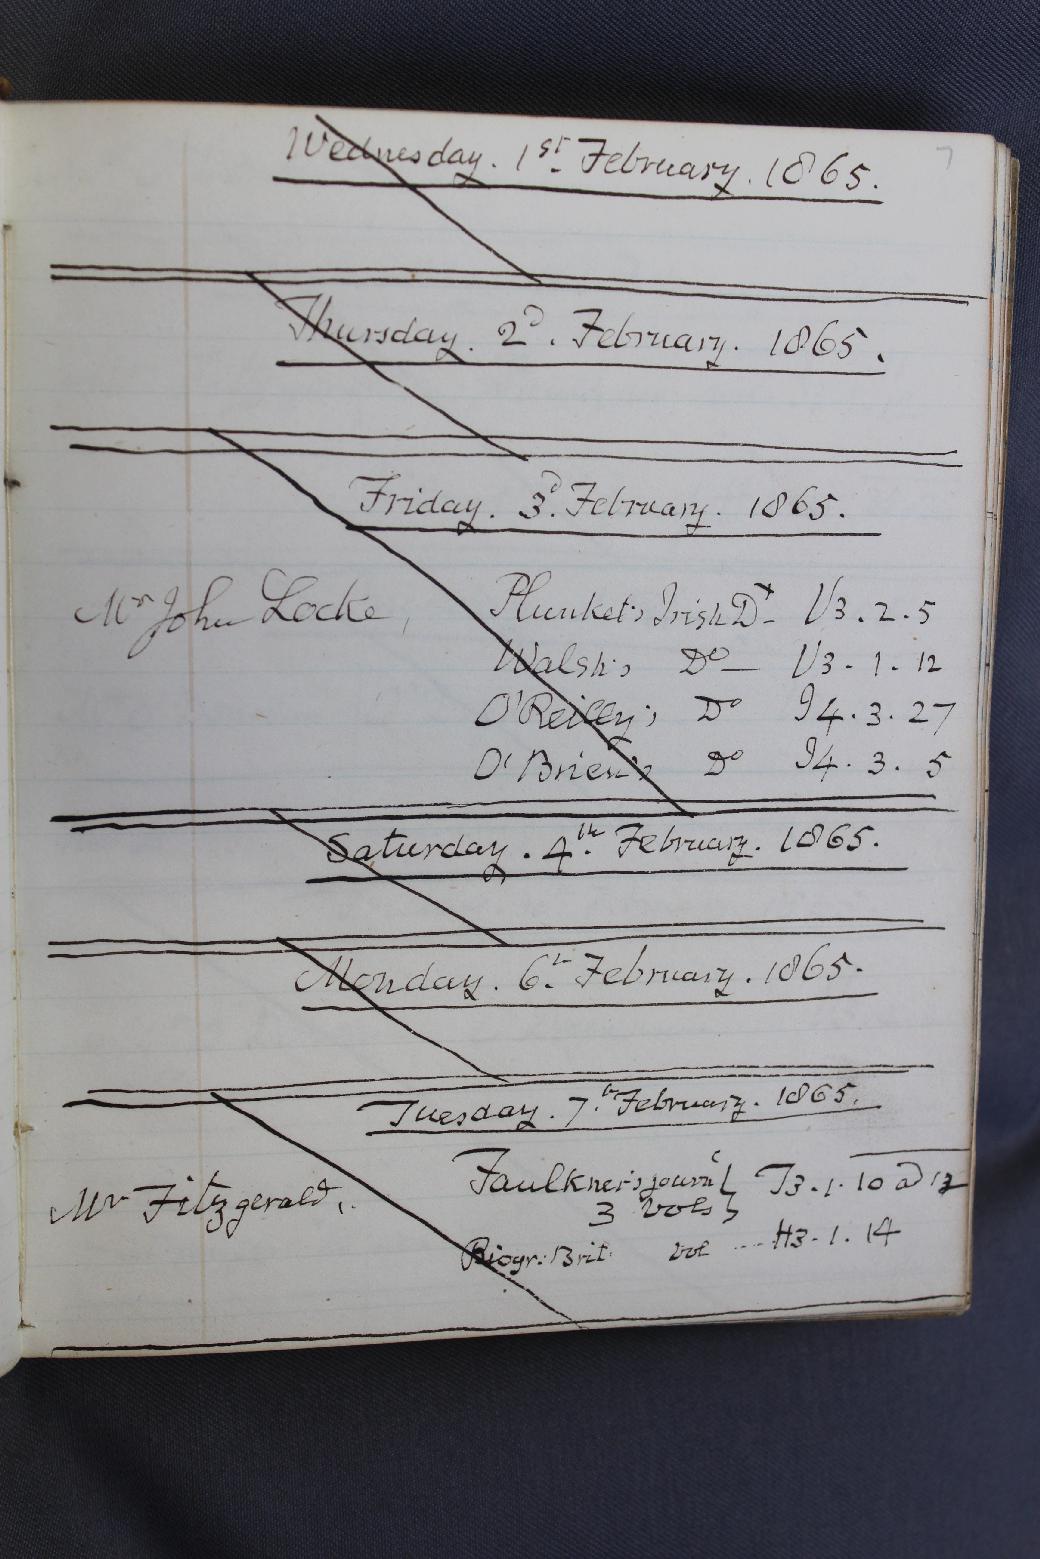 7
Wednesday. 1st February. 1865.
Thursday. 2d. February. 1865.
Friday. 3d. February. 1865.
Mr John Locke, Plunket's Irish Dy V3.2.5
Walsh's Do — V3.1.12
O'Reilly's Do I4.3.27
O'Brien's Do I4.3.5
Saturday. 4th. February. 1865.
Monday. 6th February. 1865.
Tuesday. 7th February. 1865.
Mr Fitzgerald, Faulkner's journl } T3.1.10 @ 12
3 vols }
Biogr: Brit: vol --- H3.1.14